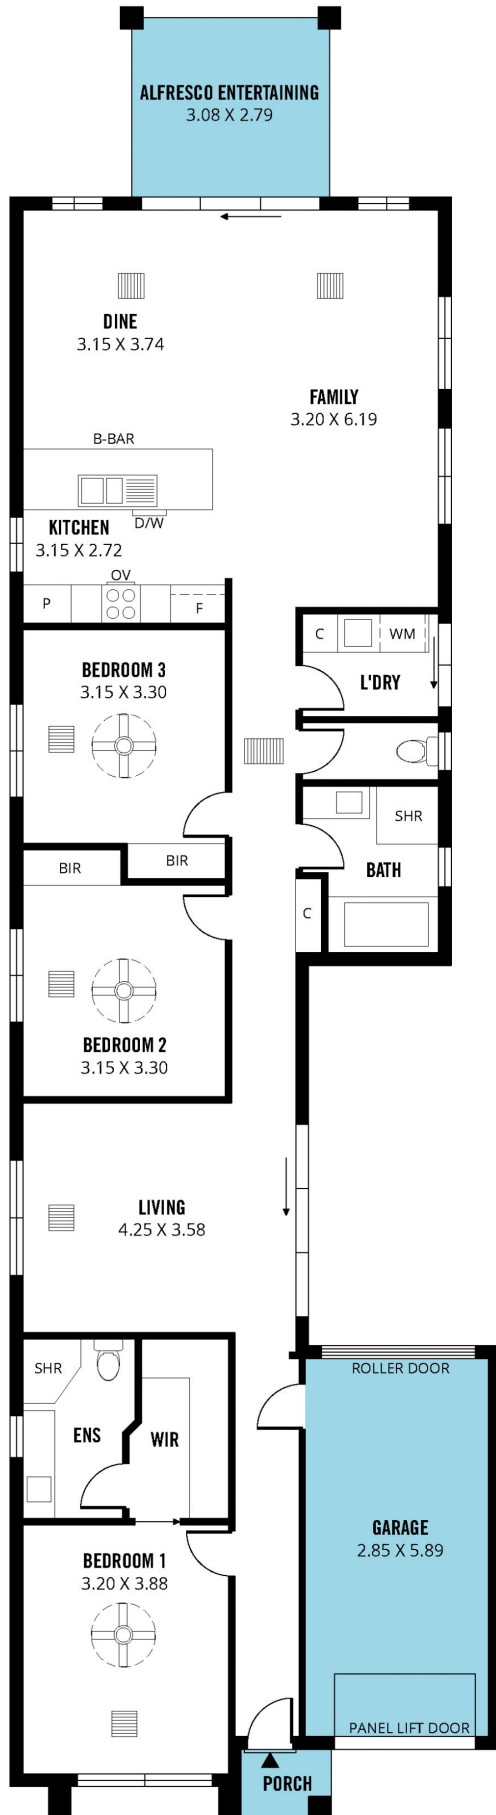 ALFRESCO ENTERTAINING
3.08 X 2.79
DINE
3.15 X 3.74
FAMILY
3.20 X 6.19
B-BAR
D/W
KITCHEN
3.15 X 2.72
OV
P
F
C
WM
L'DRY
BEDROOM 3
3.15 X 3.30
SHR
BATH
BIR
BIR
C
BEDROOM 2
3.15 X 3.30
LIVING
4.25 X 3.58
SHR
ENS
WIR
ROLLER DOOR
GARAGE
2.85 X 5.89
BEDROOM 1
3.20 X 3.88
PANEL LIFT DOOR
PORCH